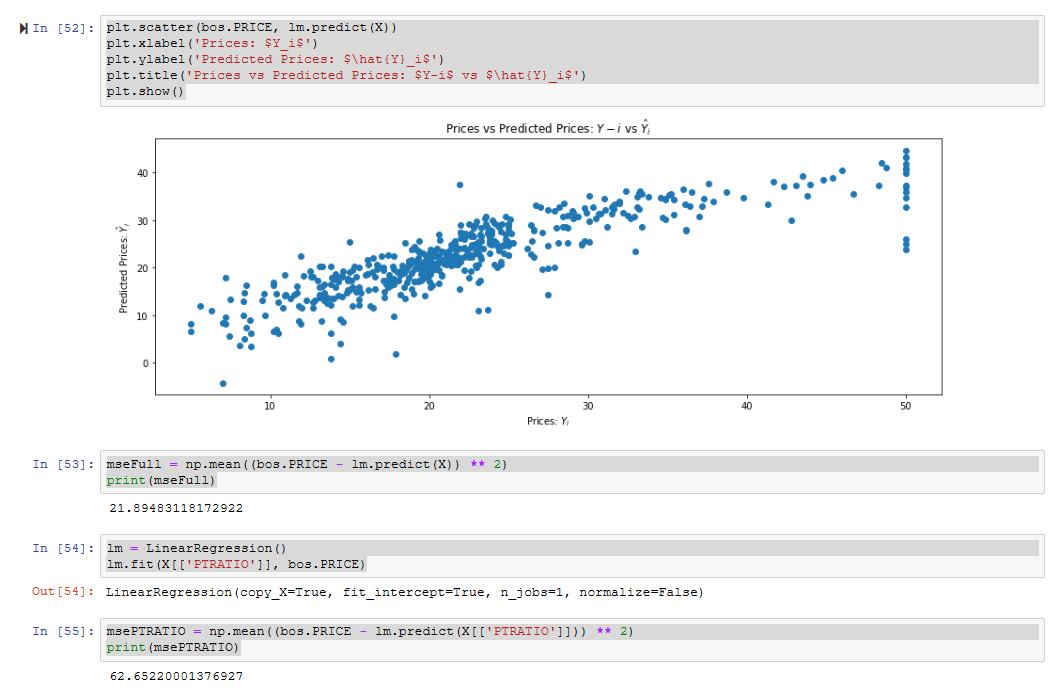 In [52]:
plt.scatter(bos.PRICE, lm.predict(X))
plt.xlabel('Prices: $Y_i$')
plt.ylabel('Predicted Prices: $\hat{Y}_i$')
plt.title('Prices vs Predicted Prices: $Y-i$ vs $\hat{Y}_i$')
plt.show()
Prices vs Predicted Prices: Y − i vs Ŷi
Predicted Prices: Ŷi
40
30
20
10
0
10 20 30 40 50
Prices: Yi
In [53]:
mseFull = np.mean((bos.PRICE - lm.predict(X)) ** 2)
print(mseFull)
21.89483118172922
In [54]:
lm = LinearRegression()
lm.fit(X[['PTRATIO']], bos.PRICE)
Out[54]: LinearRegression(copy_X=True, fit_intercept=True, n_jobs=1, normalize=False)
In [55]:
msePTRATIO = np.mean((bos.PRICE - lm.predict(X[['PTRATIO']])) ** 2)
print(msePTRATIO)
62.65220001376927